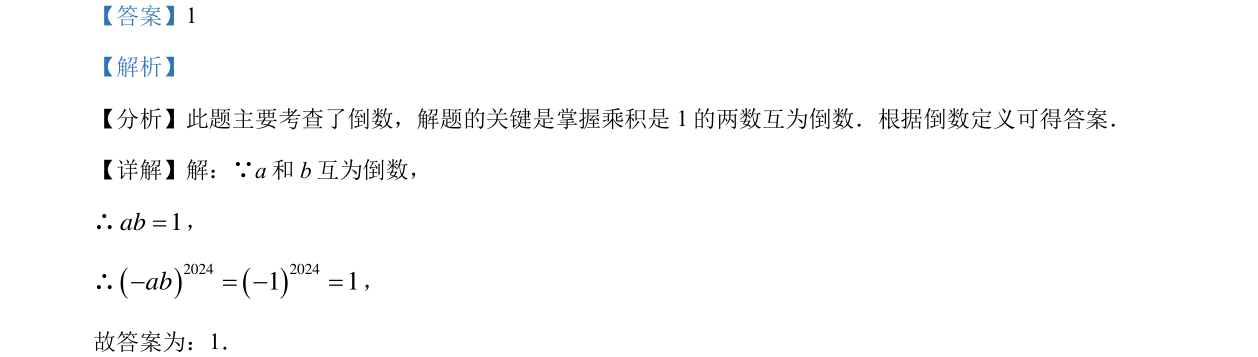 【答案】1
【解析】
【分析】此题主要考查了倒数，解题的关键是掌握乘积是 1 的两数互为倒数．根据倒数定义可得答案．
【详解】解：∵a 和 b 互为倒数，
∴ ab = 1，
∴ (−ab)^2024 = (−1)^2024 = 1，
故答案为：1．